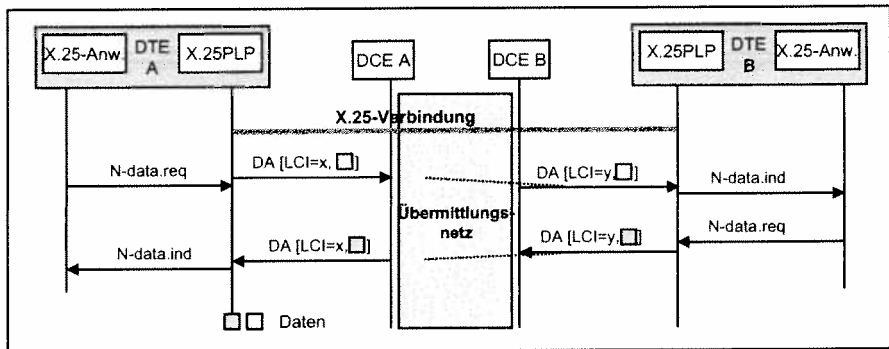 X.25-Anw. DTE A X.25PLP
DCE A
DCE B
X.25PLP DTE B X.25-Anw.
X.25-Verbindung
N-data.req
DA [LCI=x, ]
DA [LCI=y, ]
N-data.ind
Übermittlungs-
netz
N-data.ind
DA [LCI=x, ]
DA [LCI=y, ]
N-data.req
Daten